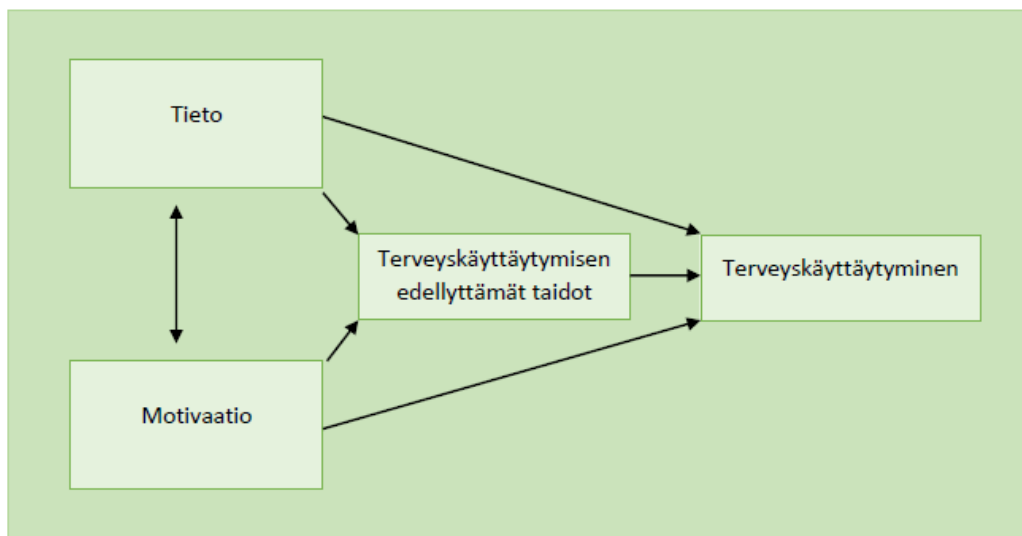 Tieto
Terveyskäyttäytymisen
edellyttämät taidot
Terveyskäyttäytyminen
Motivaatio